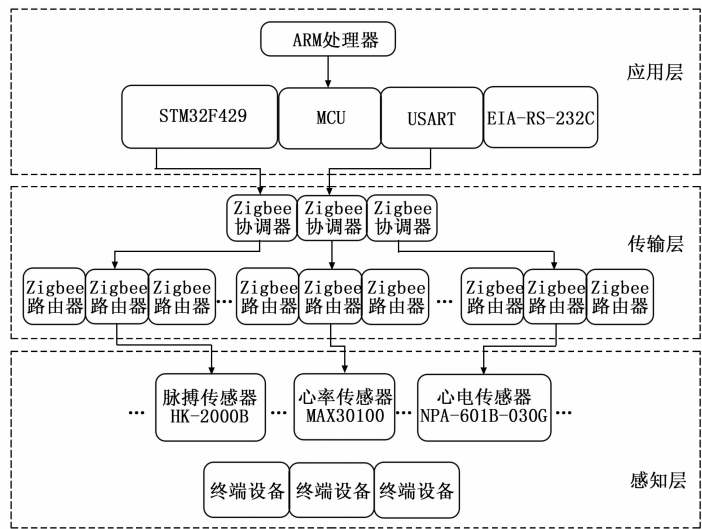 ARM处理器
应用层
STM32F429 MCU USART EIA-RS-232C
Zigbee Zigbee Zigbee
协调器 协调器 协调器
传输层
Zigbee Zigbee Zigbee Zigbee Zigbee Zigbee Zigbee Zigbee Zigbee
路由器 路由器 路由器 … 路由器 路由器 路由器 … 路由器 路由器 路由器
脉搏传感器 心率传感器 心电传感器
… HK-2000B … MAX30100 … NPA-601B-030G …
感知层
终端设备 终端设备 终端设备